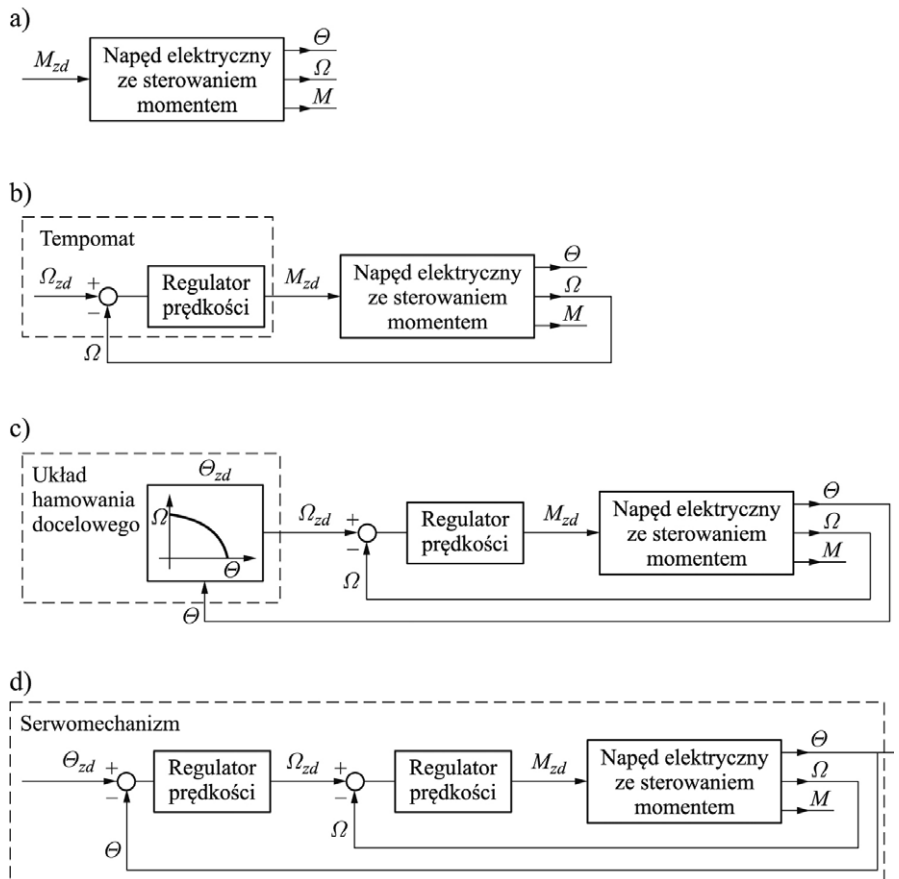 a)
M_zd
Napęd elektryczny
ze sterowaniem
momentem
Θ
Ω
M
b)
Tempomat
Ω_zd
+
−
Regulator
prędkości
M_zd
Napęd elektryczny
ze sterowaniem
momentem
Θ
Ω
M
Ω
c)
Układ
hamowania
docelowego
Θ_zd
Ω
Θ
Ω_zd
+
−
Regulator
prędkości
M_zd
Napęd elektryczny
ze sterowaniem
momentem
Θ
Ω
M
Ω
Θ
d)
Serwomechanizm
Θ_zd
+
−
Regulator
prędkości
Ω_zd
+
−
Regulator
prędkości
M_zd
Napęd elektryczny
ze sterowaniem
momentem
Θ
Ω
M
Ω
Θ